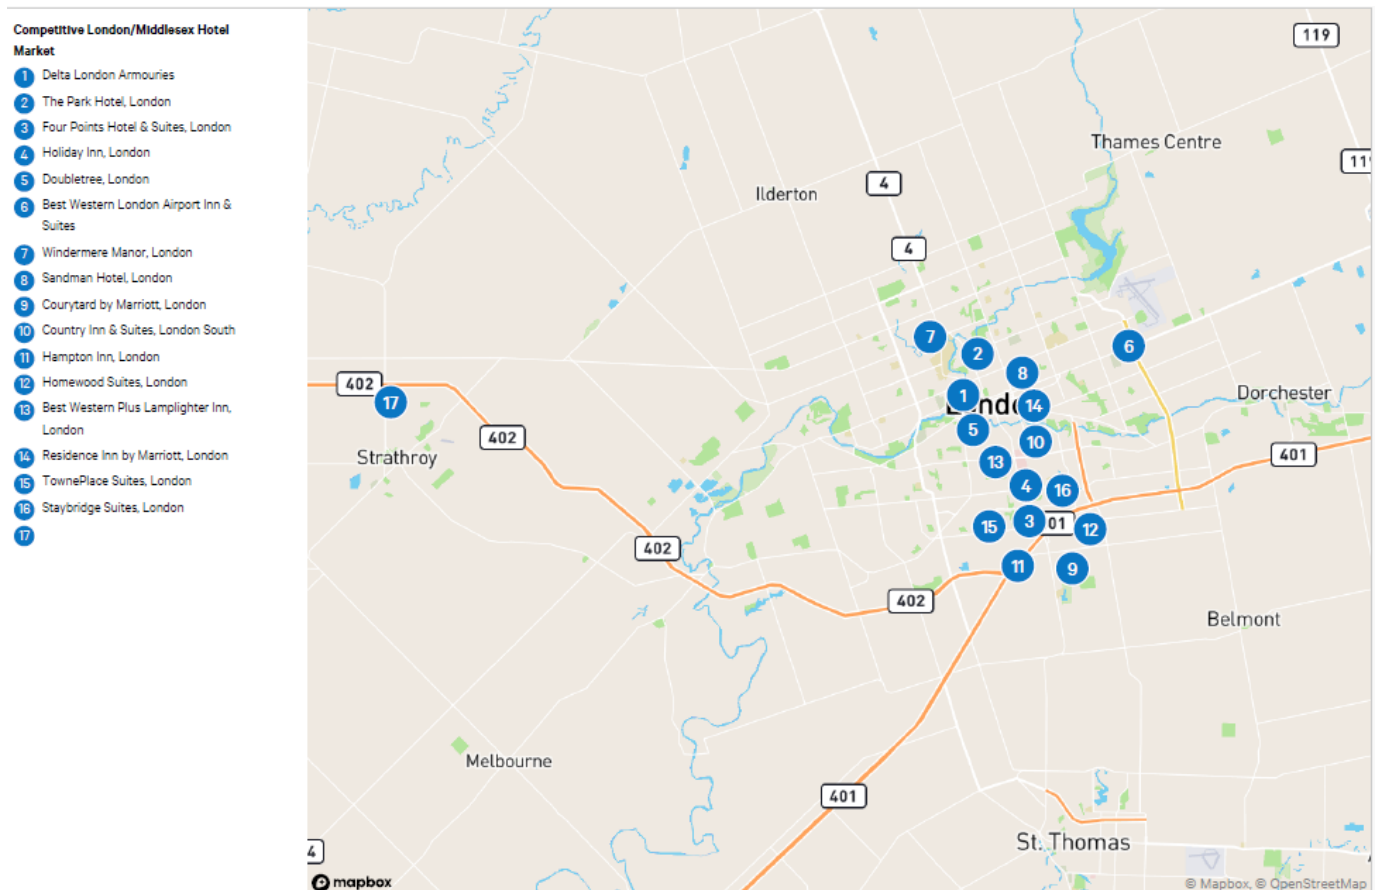 Competitive London/Middlesex Hotel
Market
1 Delta London Armouries
2 The Park Hotel, London
3 Four Points Hotel & Suites, London
4 Holiday Inn, London
5 Doubletree, London
6 Best Western London Airport Inn &
Suites
7 Windermere Manor, London
8 Sandman Hotel, London
9 Courytard by Marriott, London
10 Country Inn & Suites, London South
11 Hampton Inn, London
12 Homewood Suites, London
13 Best Western Plus Lamplighter Inn,
London
14 Residence Inn by Marriott, London
15 TownePlace Suites, London
16 Staybridge Suites, London
17
119
Thames Centre
119
4
Ilderton
4
7
2
6
8
402
17
1
London
14
Dorchester
5
10
402
Strathroy
401
13
4
16
15
3
401
12
402
11
9
402
Belmont
Melbourne
401
St. Thomas
4
mapbox
© Mapbox, © OpenStreetMap